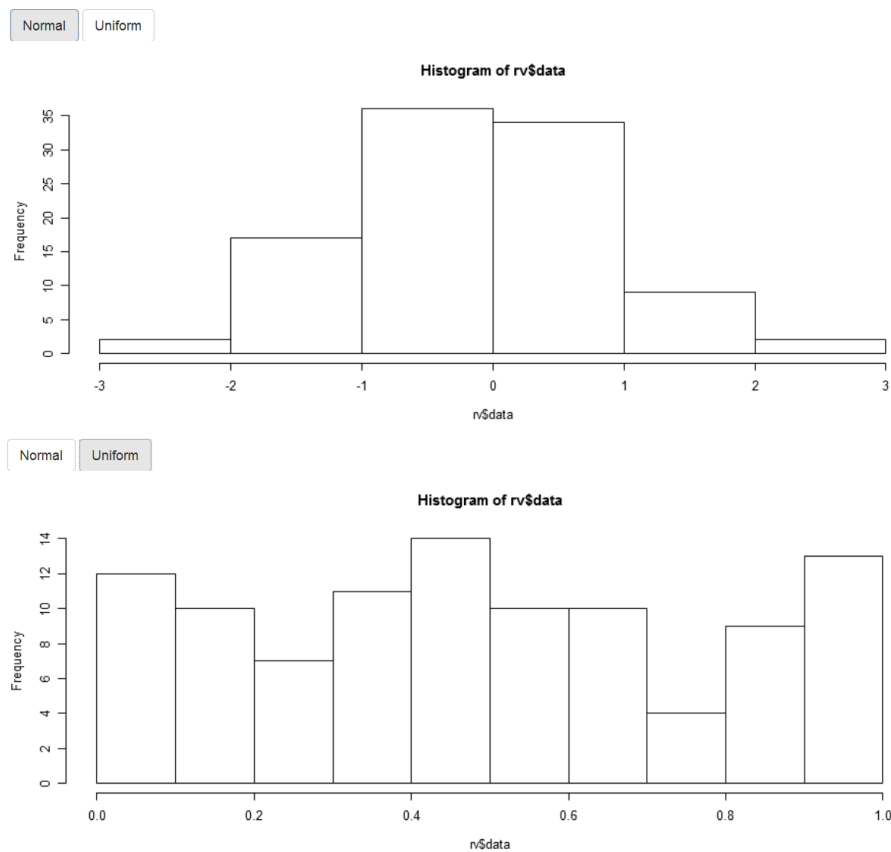 Normal Uniform
Histogram of rv$data
Frequency
35
30
25
20
15
10
5
0
-3 -2 -1 0 1 2 3
rv$data
Normal Uniform
Histogram of rv$data
Frequency
14
12
10
8
6
4
2
0
0.0 0.2 0.4 0.6 0.8 1.0
rv$data